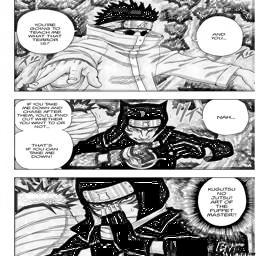 YOU'RE
GOING TO
TEACH ME
WHAT THAT
TERROR
IS?
AND
YOU...
IF YOU TAKE
ME DOWN AND
CHASE AFTER
THEM, YOU'LL FIND
OUT WHETHER
YOU WANT TO OR
NOT...
THAT'S
IF YOU CAN
TAKE ME
DOWN!
NAH...
KUGUTSU
NO
JUTSU!
ART OF
THE
PUPPET
MASTER!!